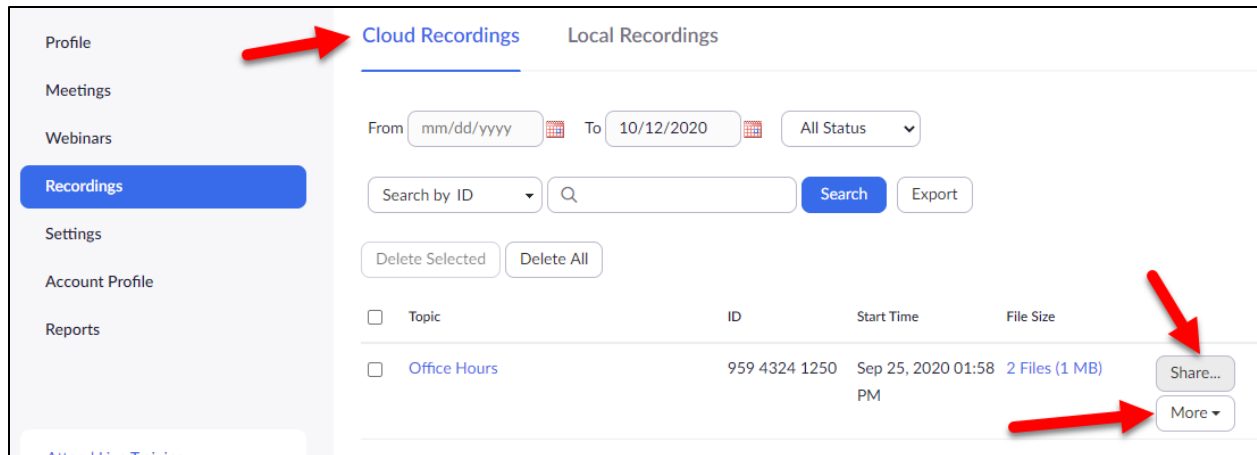 Profile
Meetings
Webinars
Recordings
Settings
Account Profile
Reports
Cloud Recordings Local Recordings
From mm/dd/yyyy To 10/12/2020 All Status
Search by ID Search Export
Delete Selected Delete All
Topic ID Start Time File Size
Office Hours 959 4324 1250 Sep 25, 2020 01:58 2 Files (1 MB) Share...
PM
More